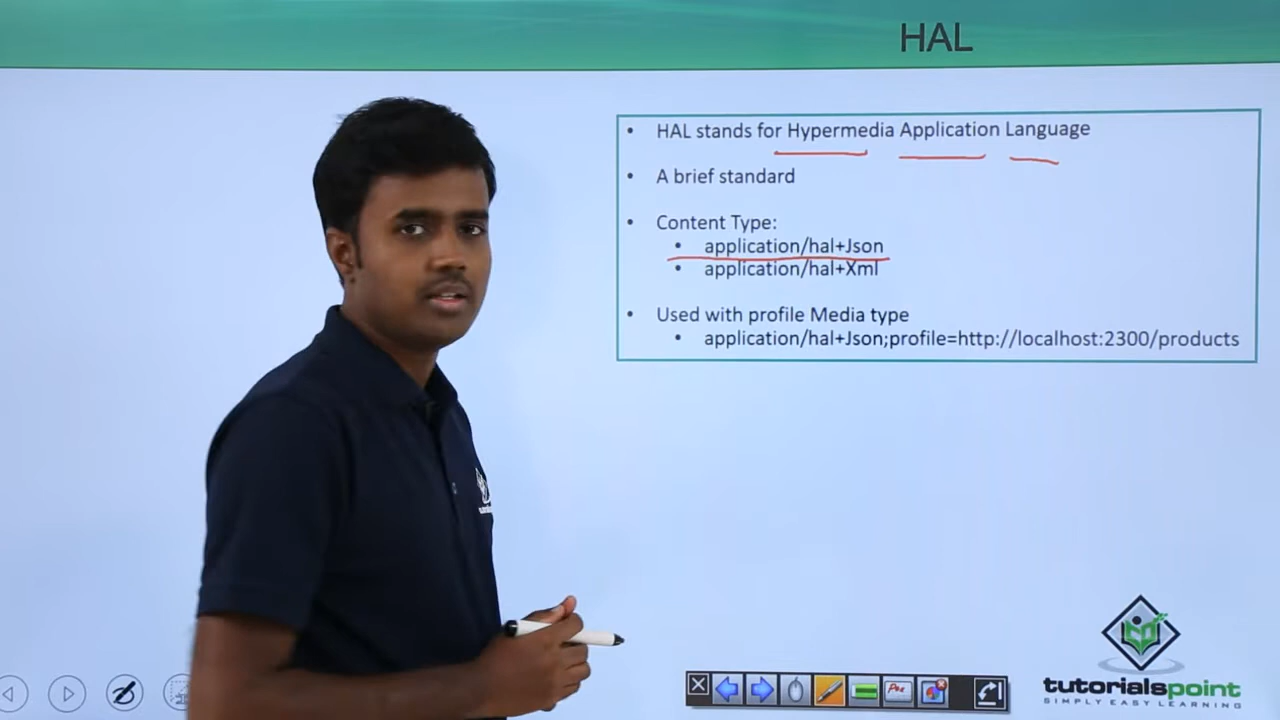 HAL
• HAL stands for Hypermedia Application Language
• A brief standard
• Content Type:
• application/hal+Json
• application/hal+Xml
• Used with profile Media type
• application/hal+Json;profile=http://localhost:2300/products
tutorialspoint
SIMPLY EASY LEARNING